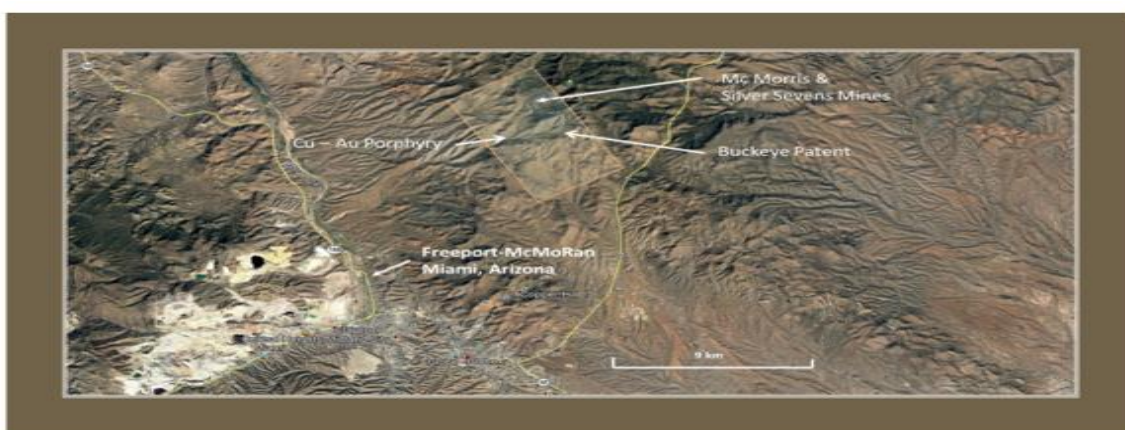 Mc Morris &
Silver Sevens Mines
Cu – Au Porphyry
Buckeye Patent
Freeport-McMoRan
Miami, Arizona
9 km